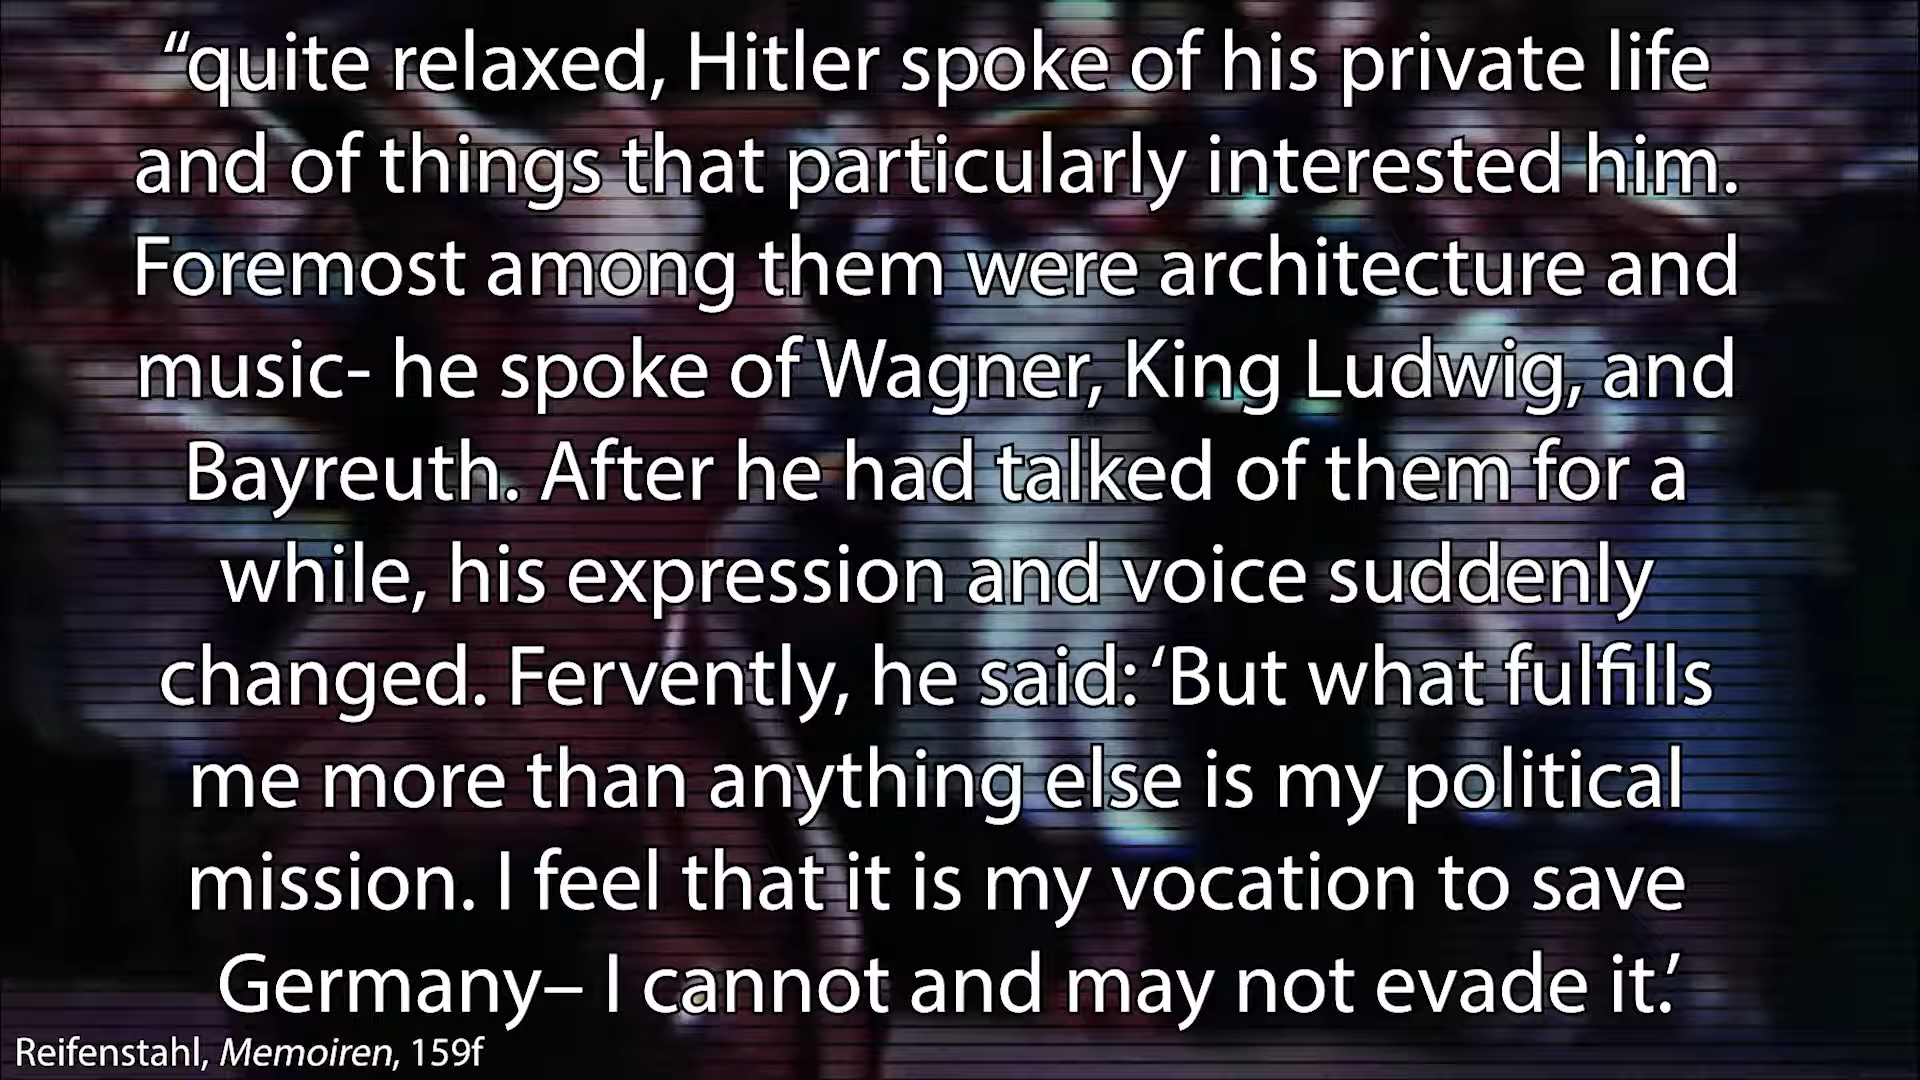 “quite relaxed, Hitler spoke of his private life
and of things that particularly interested him.
Foremost among them were architecture and
music- he spoke of Wagner, King Ludwig, and
Bayreuth. After he had talked of them for a
while, his expression and voice suddenly
changed. Fervently, he said: ‘But what fulfills
me more than anything else is my political
mission. I feel that it is my vocation to save
Germany– I cannot and may not evade it.’
Reifenstahl, Memoiren, 159f